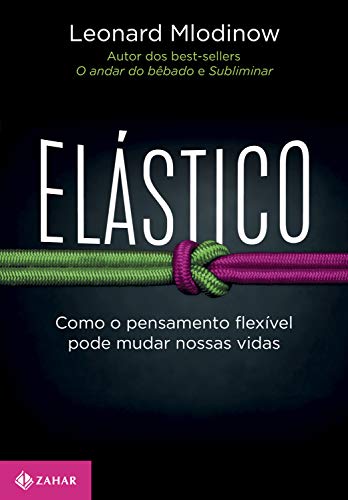 Leonard Mlodinow
Autor dos best-sellers
O andar do bêbado e Subliminar
ELÁSTICO
Como o pensamento flexível
pode mudar nossas vidas
ZAHAR